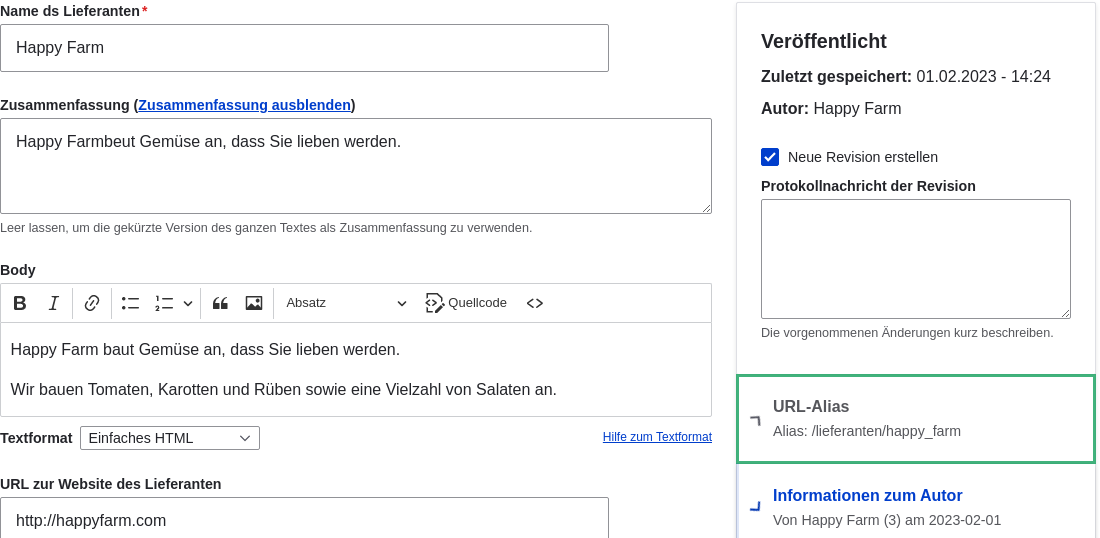 Name ds Lieferanten*
Happy Farm
Zusammenfassung (Zusammenfassung ausblenden)
Happy Farmbeut Gemüse an, dass Sie lieben werden.
Leer lassen, um die gekürzte Version des ganzen Textes als Zusammenfassung zu verwenden.
Body
B I Absatz Quellcode
Happy Farm baut Gemüse an, dass Sie lieben werden.
Wir bauen Tomaten, Karotten und Rüben sowie eine Vielzahl von Salaten an.
Textformat Einfaches HTML Hilfe zum Textformat
URL zur Website des Lieferanten
http://happyfarm.com
Veröffentlicht
Zuletzt gespeichert: 01.02.2023 - 14:24
Autor: Happy Farm
Neue Revision erstellen
Protokollnachricht der Revision
Die vorgenommenen Änderungen kurz beschreiben.
URL-Alias
Alias: /lieferanten/happy_farm
Informationen zum Autor
Von Happy Farm (3) am 2023-02-01